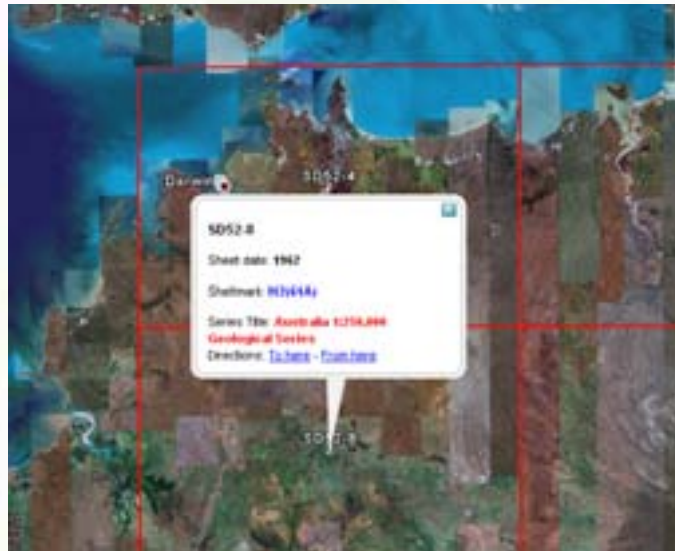 Darwin
SD52-4
SD52-8
Sheet date: 1962
Shelfmark:
Series Title: Australia 1:250,000
Geological Series
Directions: To here - From here
SD52-8